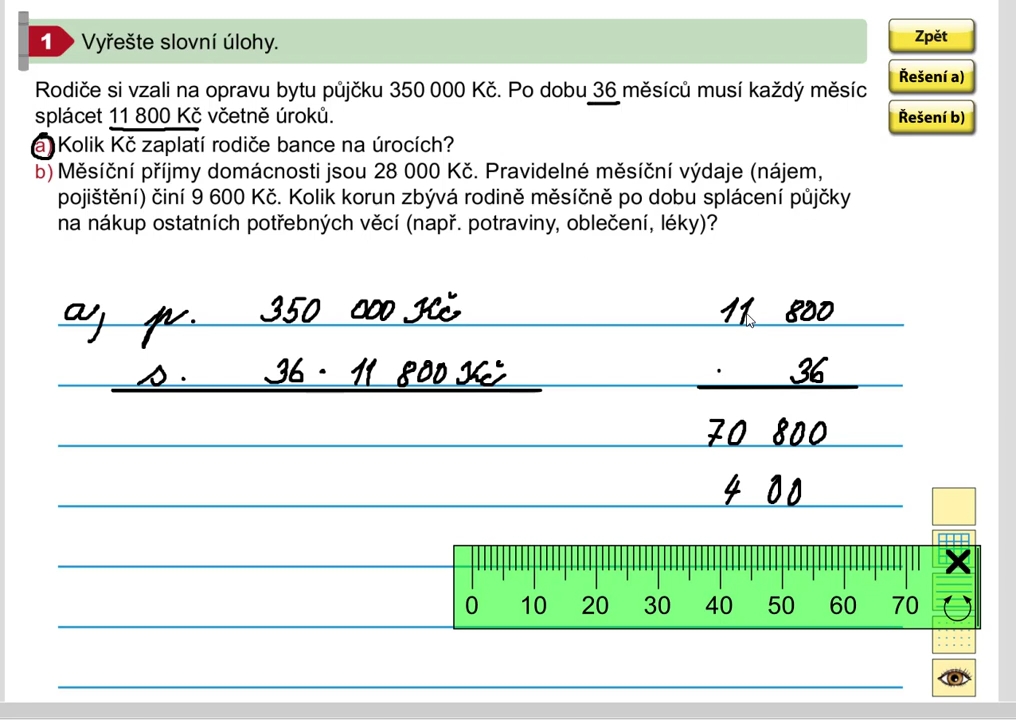 1 Vyřešte slovní úlohy.
Zpět
Řešení a)
Řešení b)
Rodiče si vzali na opravu bytu půjčku 350 000 Kč. Po dobu 36 měsíců musí každý měsíc
splácet 11 800 Kč včetně úroků.
a) Kolik Kč zaplatí rodiče bance na úrocích?
b) Měsíční příjmy domácnosti jsou 28 000 Kč. Pravidelné měsíční výdaje (nájem,
pojištění) činí 9 600 Kč. Kolik korun zbývá rodině měsíčně po dobu splácení půjčky
na nákup ostatních potřebných věcí (např. potraviny, oblečení, léky)?
a) p. 350 000 Kč
s. 36 · 11 800 Kč
11 800
· 36
70 800
4 00
0 10 20 30 40 50 60 70